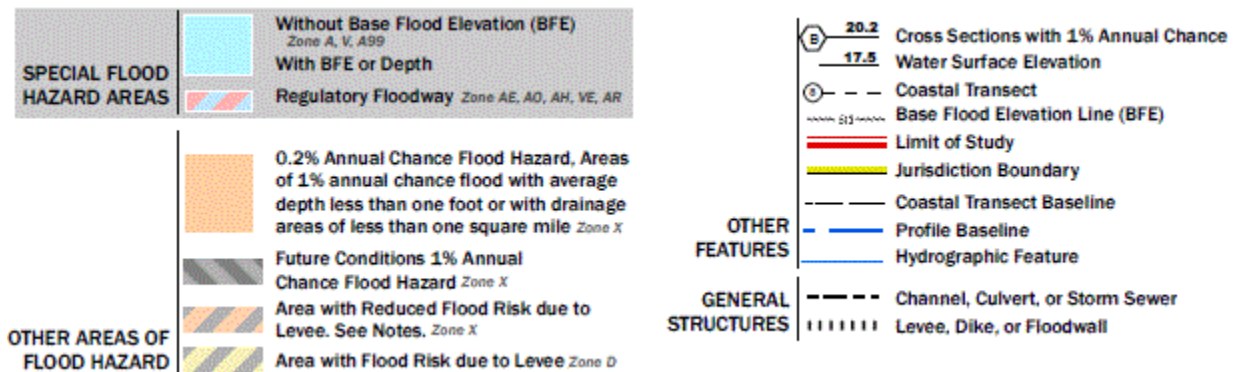 SPECIAL FLOOD
HAZARD AREAS
Without Base Flood Elevation (BFE)
Zone A, V, A99
With BFE or Depth
Regulatory Floodway Zone AE, AO, AH, VE, AR
OTHER AREAS OF
FLOOD HAZARD
0.2% Annual Chance Flood Hazard, Areas
of 1% annual chance flood with average
depth less than one foot or with drainage
areas of less than one square mile Zone X
Future Conditions 1% Annual
Chance Flood Hazard Zone X
Area with Reduced Flood Risk due to
Levee. See Notes. Zone X
Area with Flood Risk due to Levee Zone D
OTHER
FEATURES
B 20.2 Cross Sections with 1% Annual Chance
17.5 Water Surface Elevation
8 Coastal Transect
513 Base Flood Elevation Line (BFE)
Limit of Study
Jurisdiction Boundary
Coastal Transect Baseline
Profile Baseline
Hydrographic Feature
GENERAL
STRUCTURES
Channel, Culvert, or Storm Sewer
Levee, Dike, or Floodwall